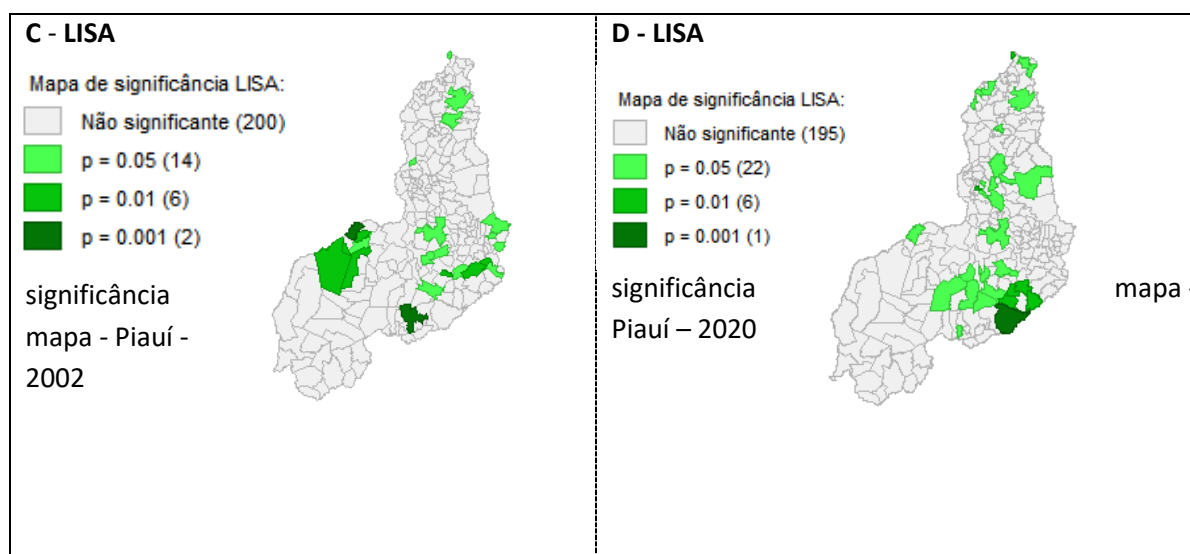 C - LISA
Mapa de significância LISA:
Não significante (200)
p = 0.05 (14)
p = 0.01 (6)
p = 0.001 (2)
significância
mapa - Piauí -
2002
D - LISA
Mapa de significância LISA:
Não significante (195)
p = 0.05 (22)
p = 0.01 (6)
p = 0.001 (1)
significância mapa -
Piauí – 2020